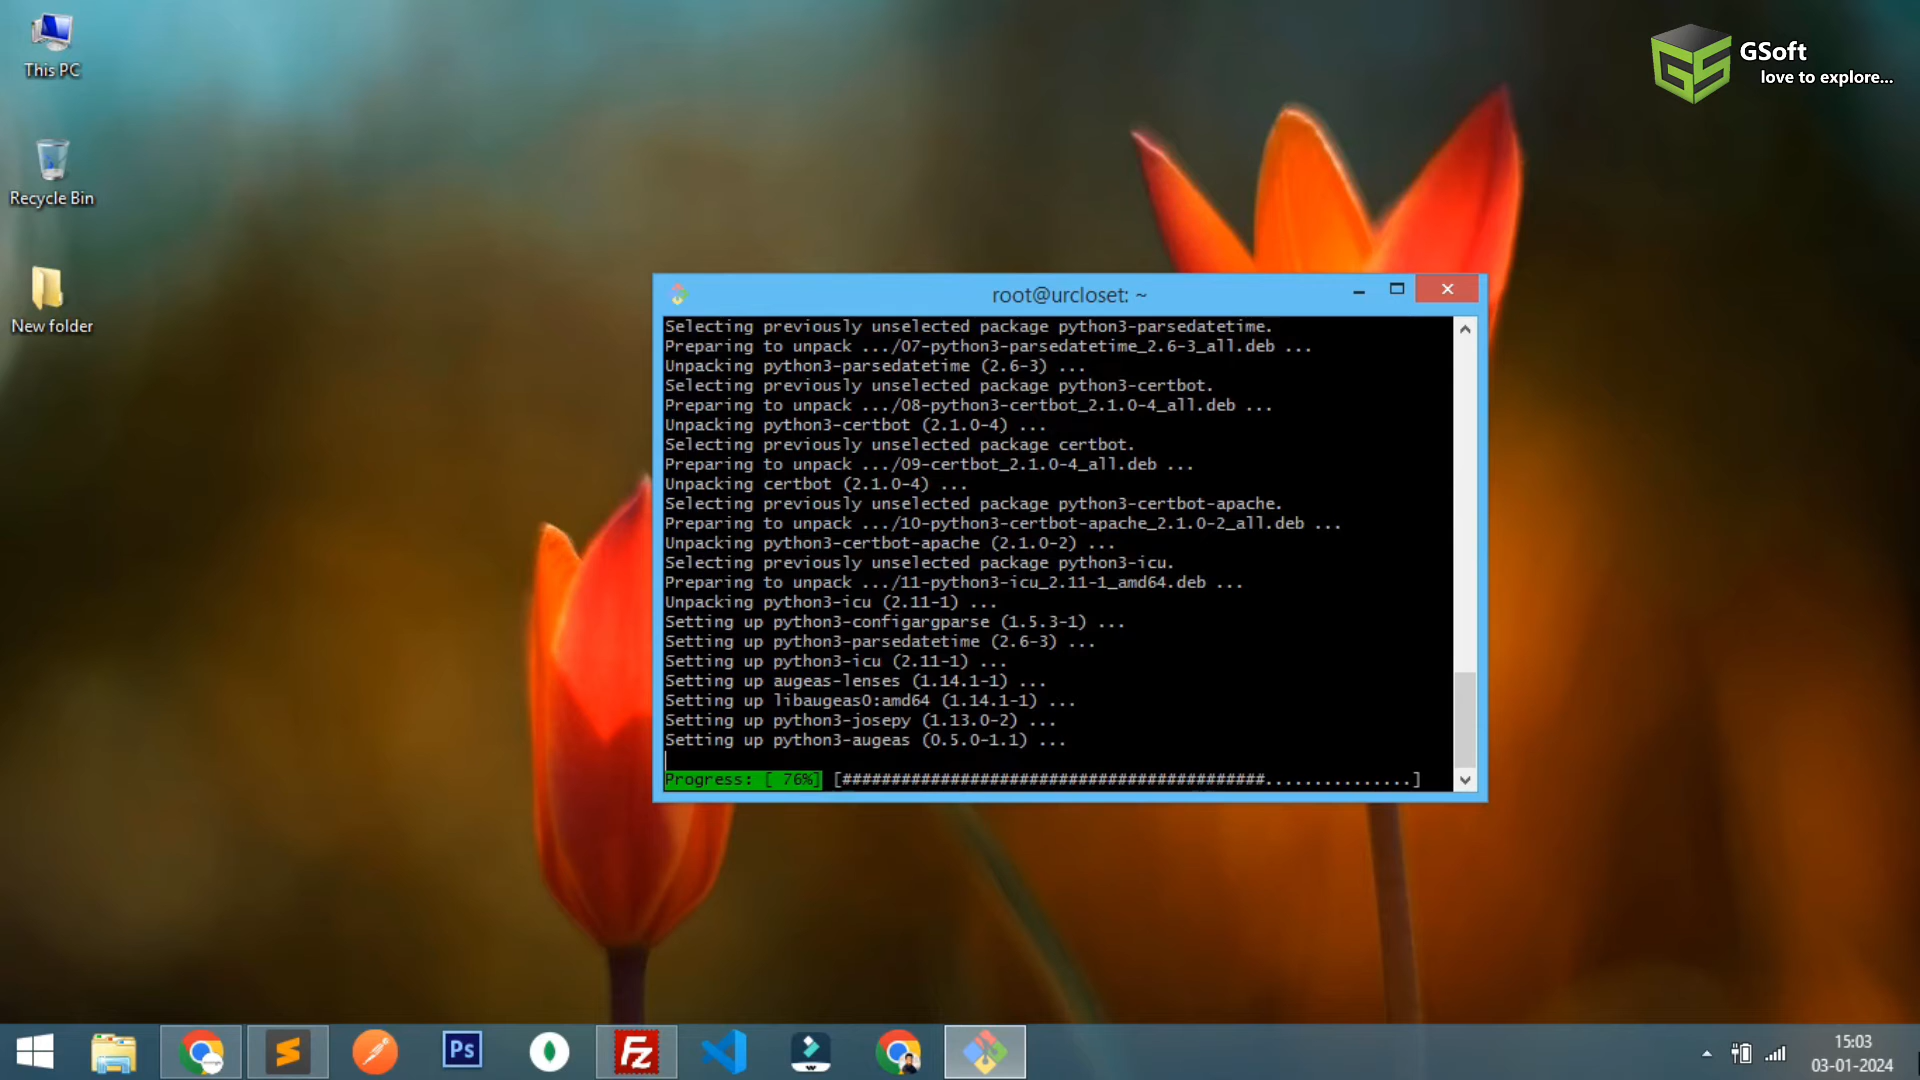 This PC
Recycle Bin
New folder
GSoft
love to explore...
root@urcloset: ~
Selecting previously unselected package python3-parsedatetime.
Preparing to unpack .../07-python3-parsedatetime_2.6-3_all.deb ...
Unpacking python3-parsedatetime (2.6-3) ...
Selecting previously unselected package python3-certbot.
Preparing to unpack .../08-python3-certbot_2.1.0-4_all.deb ...
Unpacking python3-certbot (2.1.0-4) ...
Selecting previously unselected package certbot.
Preparing to unpack .../09-certbot_2.1.0-4_all.deb ...
Unpacking certbot (2.1.0-4) ...
Selecting previously unselected package python3-certbot-apache.
Preparing to unpack .../10-python3-certbot-apache_2.1.0-2_all.deb ...
Unpacking python3-certbot-apache (2.1.0-2) ...
Selecting previously unselected package python3-icu.
Preparing to unpack .../11-python3-icu_2.11-1_amd64.deb ...
Unpacking python3-icu (2.11-1) ...
Setting up python3-configargparse (1.5.3-1) ...
Setting up python3-parsedatetime (2.6-3) ...
Setting up python3-icu (2.11-1) ...
Setting up augeas-lenses (1.14.1-1) ...
Setting up libaugeas0:amd64 (1.14.1-1) ...
Setting up python3-josepy (1.13.0-2) ...
Setting up python3-augeas (0.5.0-1.1) ...
Progress: [ 76%] [###########################################...............]
Ps
Fz
15:03
03-01-2024